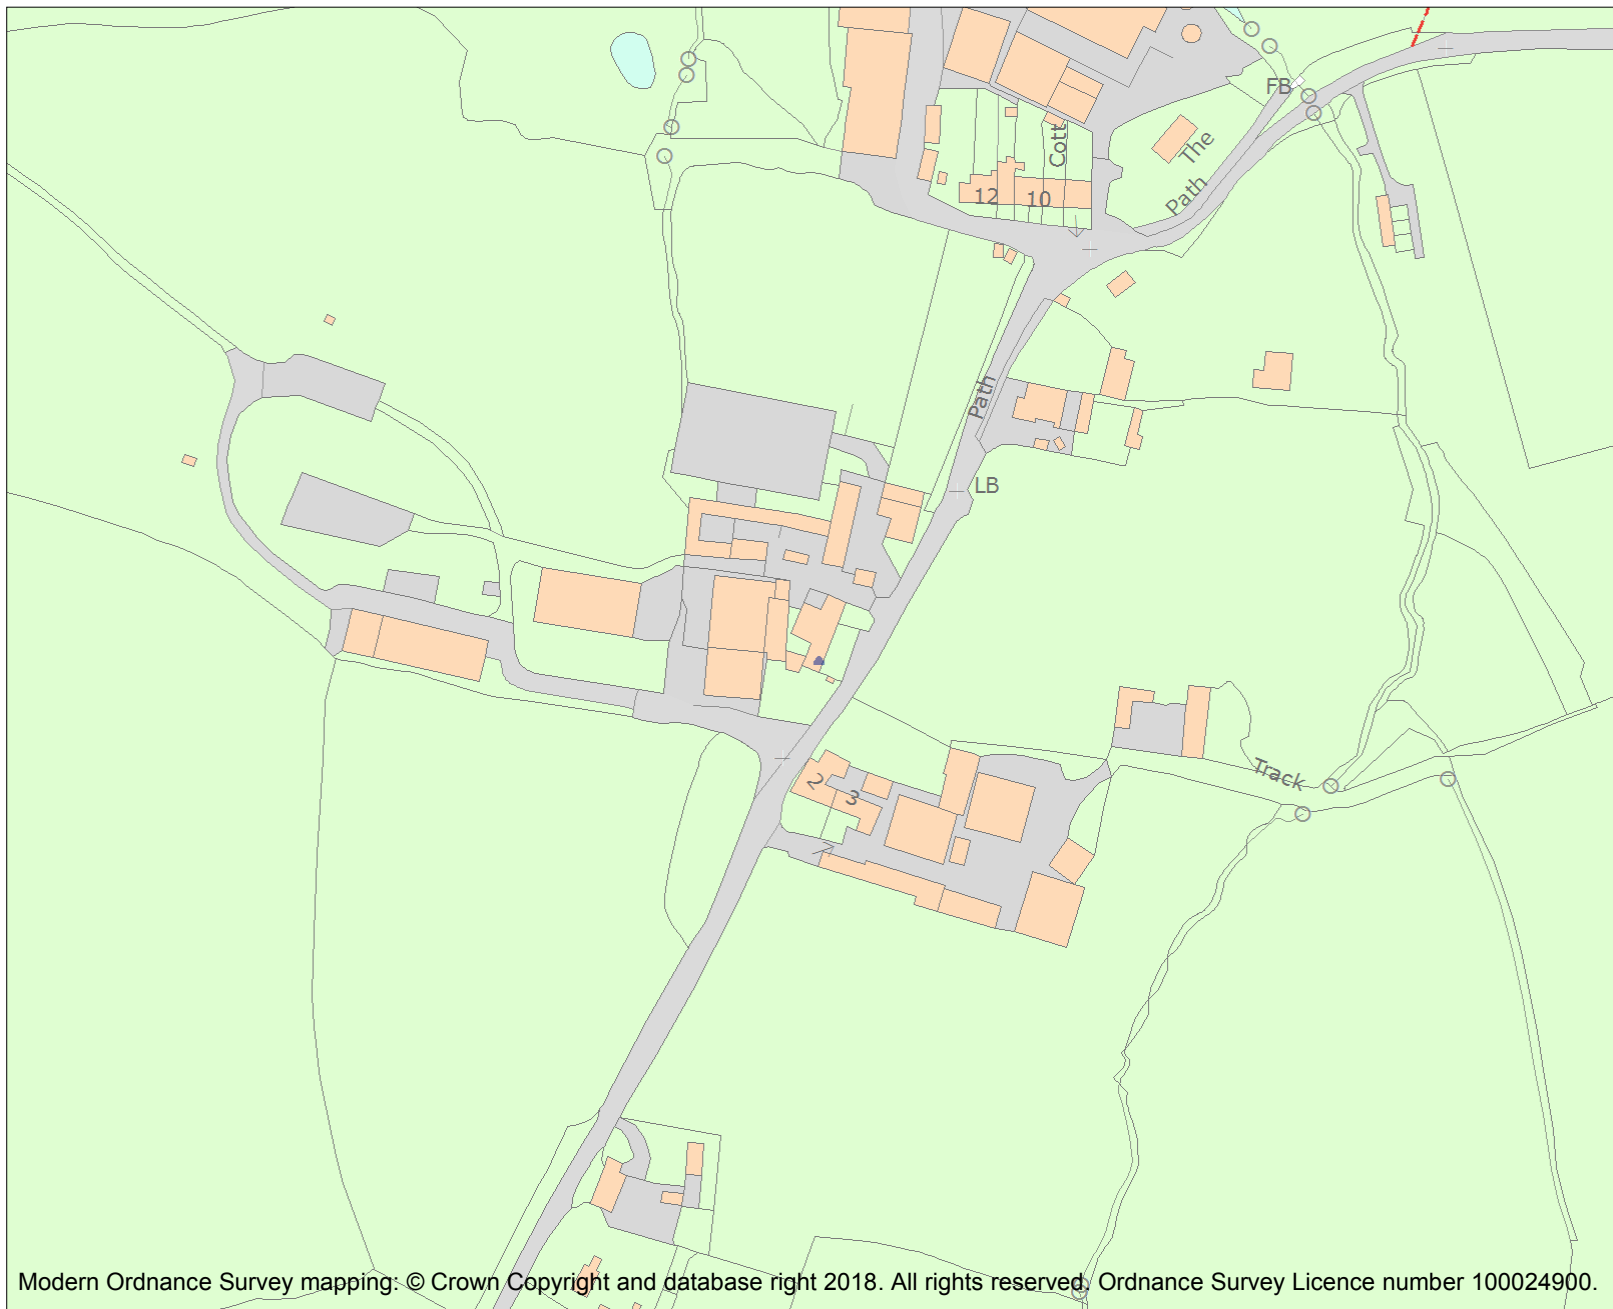 FB
Cott
The
12
10
Path
Path
LB
Track
2
3
Modern Ordnance Survey mapping: © Crown Copyright and database right 2018. All rights reserved. Ordnance Survey Licence number 100024900.